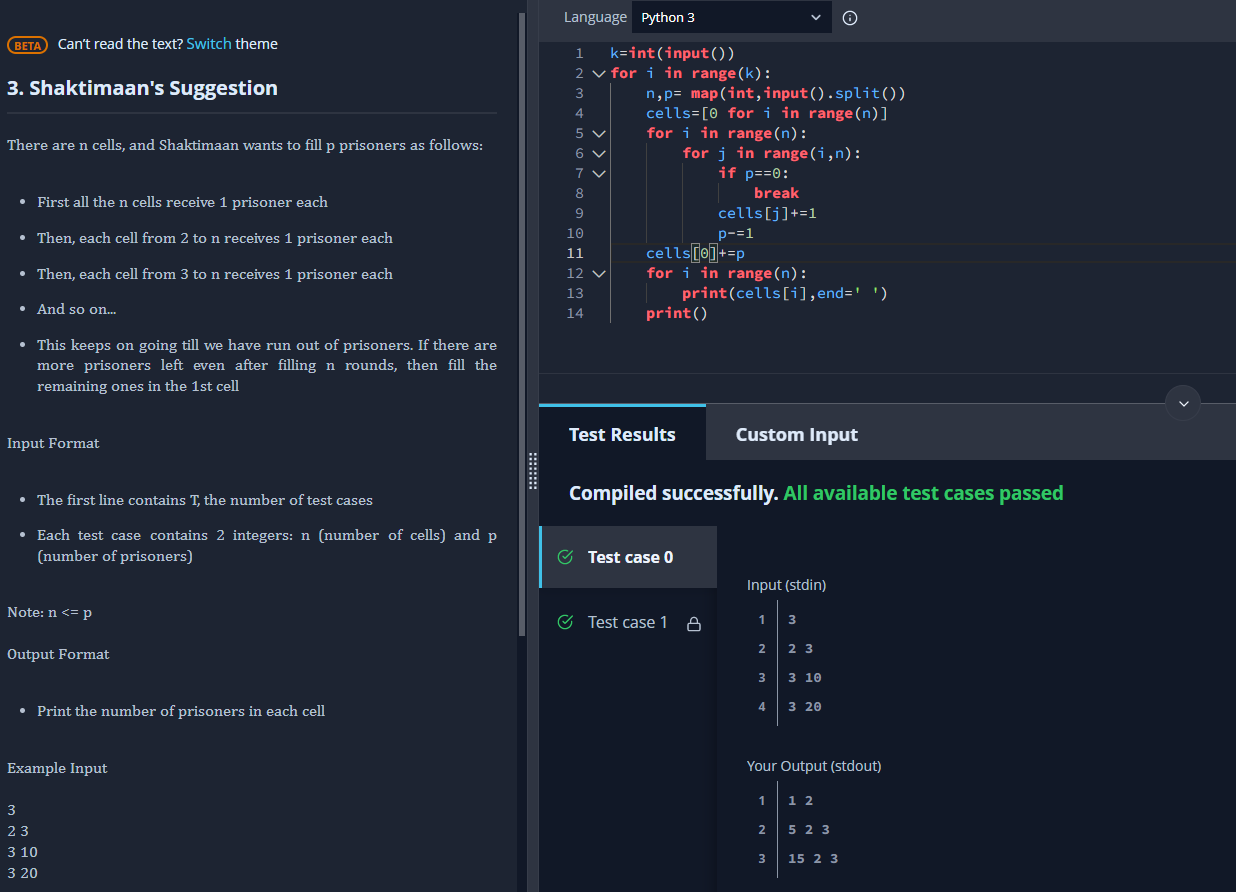 BETA Can't read the text? Switch theme
3. Shaktimaan's Suggestion
There are n cells, and Shaktimaan wants to fill p prisoners as follows:
• First all the n cells receive 1 prisoner each
• Then, each cell from 2 to n receives 1 prisoner each
• Then, each cell from 3 to n receives 1 prisoner each
• And so on...
• This keeps on going till we have run out of prisoners. If there are
more prisoners left even after filling n rounds, then fill the
remaining ones in the 1st cell
Input Format
• The first line contains T, the number of test cases
• Each test case contains 2 integers: n (number of cells) and p
(number of prisoners)
Note: n <= p
Output Format
• Print the number of prisoners in each cell
Example Input
3
2 3
3 10
3 20
Language Python 3
1 k=int(input())
2 for i in range(k):
3     n,p= map(int,input().split())
4     cells=[0 for i in range(n)]
5     for i in range(n):
6         for j in range(i,n):
7             if p==0:
8                 break
9             cells[j]+=1
10             p-=1
11     cells[0]+=p
12     for i in range(n):
13         print(cells[i],end=' ')
14     print()
Test Results Custom Input
Compiled successfully. All available test cases passed
Test case 0
Test case 1
Input (stdin)
1 3
2 2 3
3 3 10
4 3 20
Your Output (stdout)
1 1 2
2 5 2 3
3 15 2 3